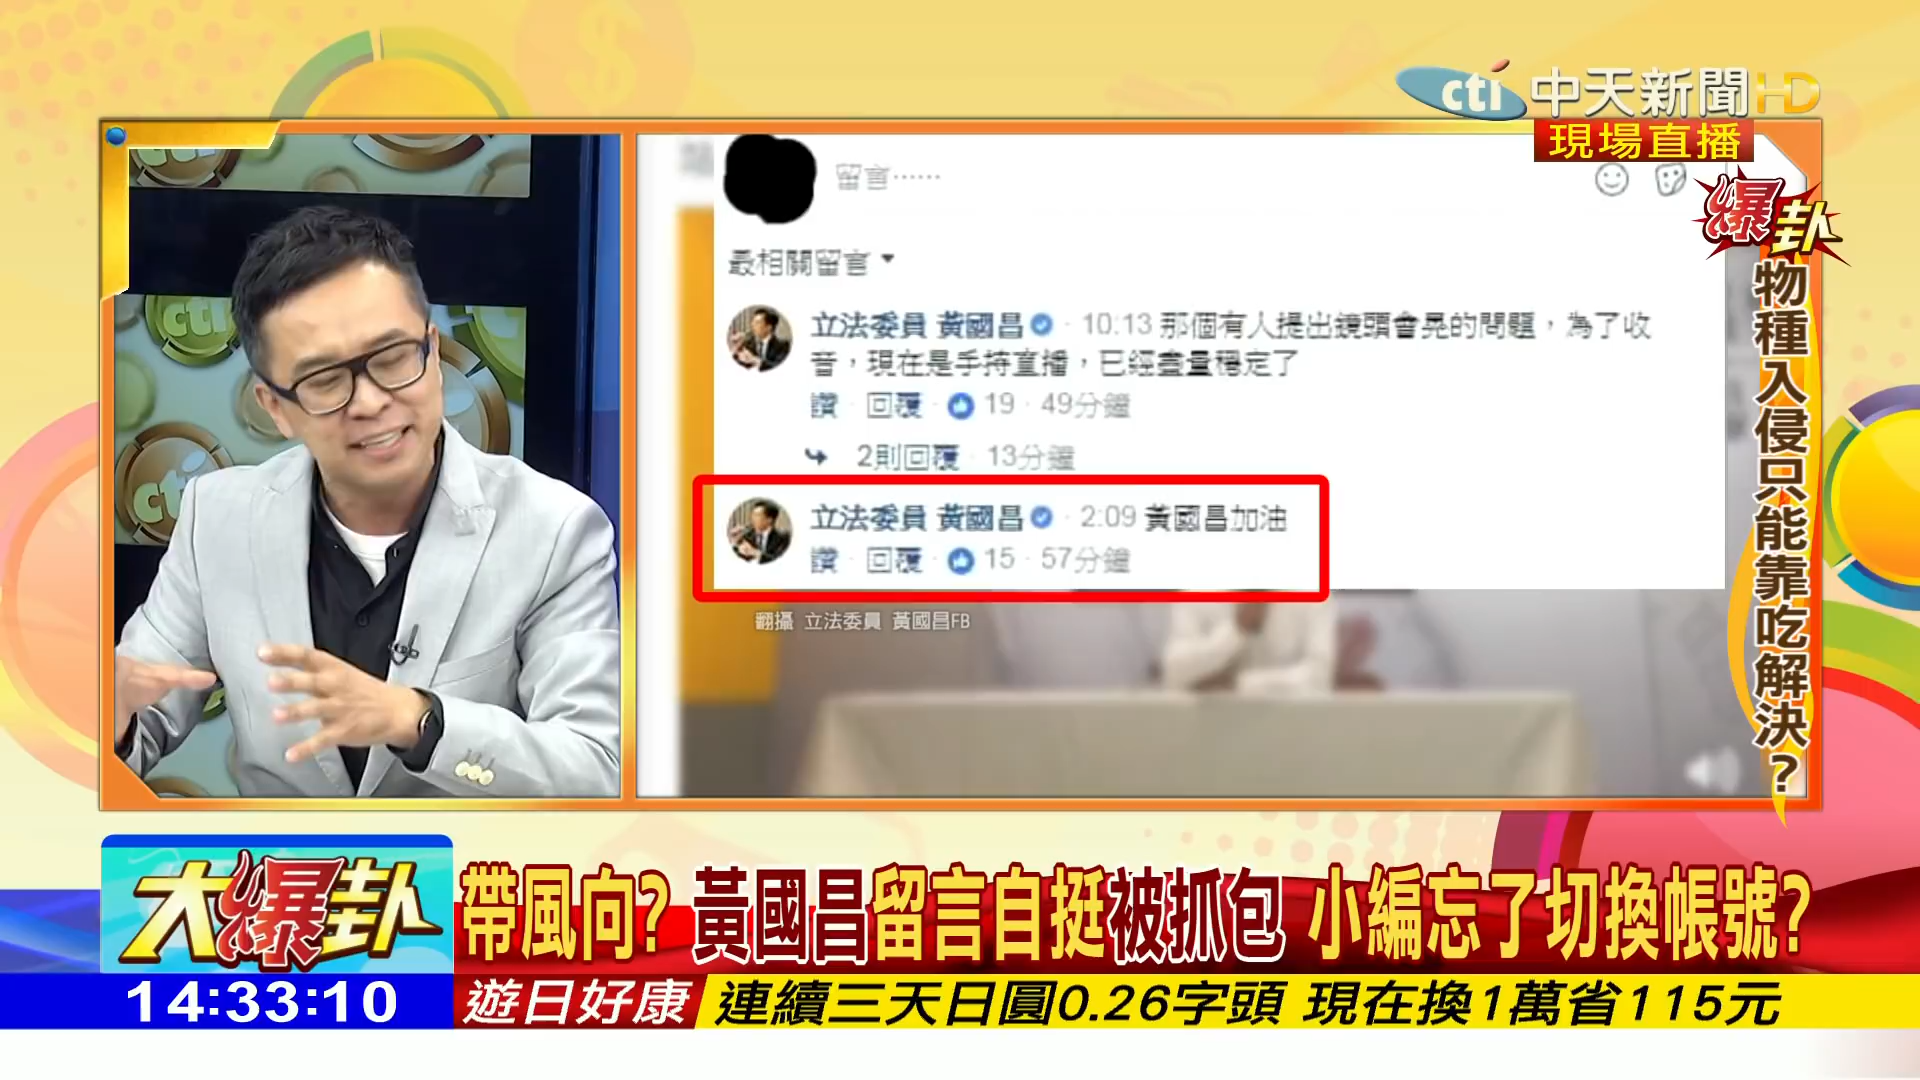 cti 中天新聞HD
現場直播
爆卦
物種入侵只能靠吃解決?
留言……
最相關留言
立法委員 黃國昌 · 10:13 那個有人提出鏡頭會晃的問題，為了收
音，現在是手持直播，已經盡量穩定了
讚 · 回覆 · 19 · 49分鐘
2則回覆 · 13分鐘
立法委員 黃國昌 · 2:09 黃國昌加油
讚 · 回覆 · 15 · 57分鐘
翻攝 立法委員 黃國昌FB
cti
cti
大爆卦
帶風向? 黃國昌留言自挺被抓包 小編忘了切換帳號?
14:33:10
遊日好康 連續三天日圓0.26字頭 現在換1萬省115元